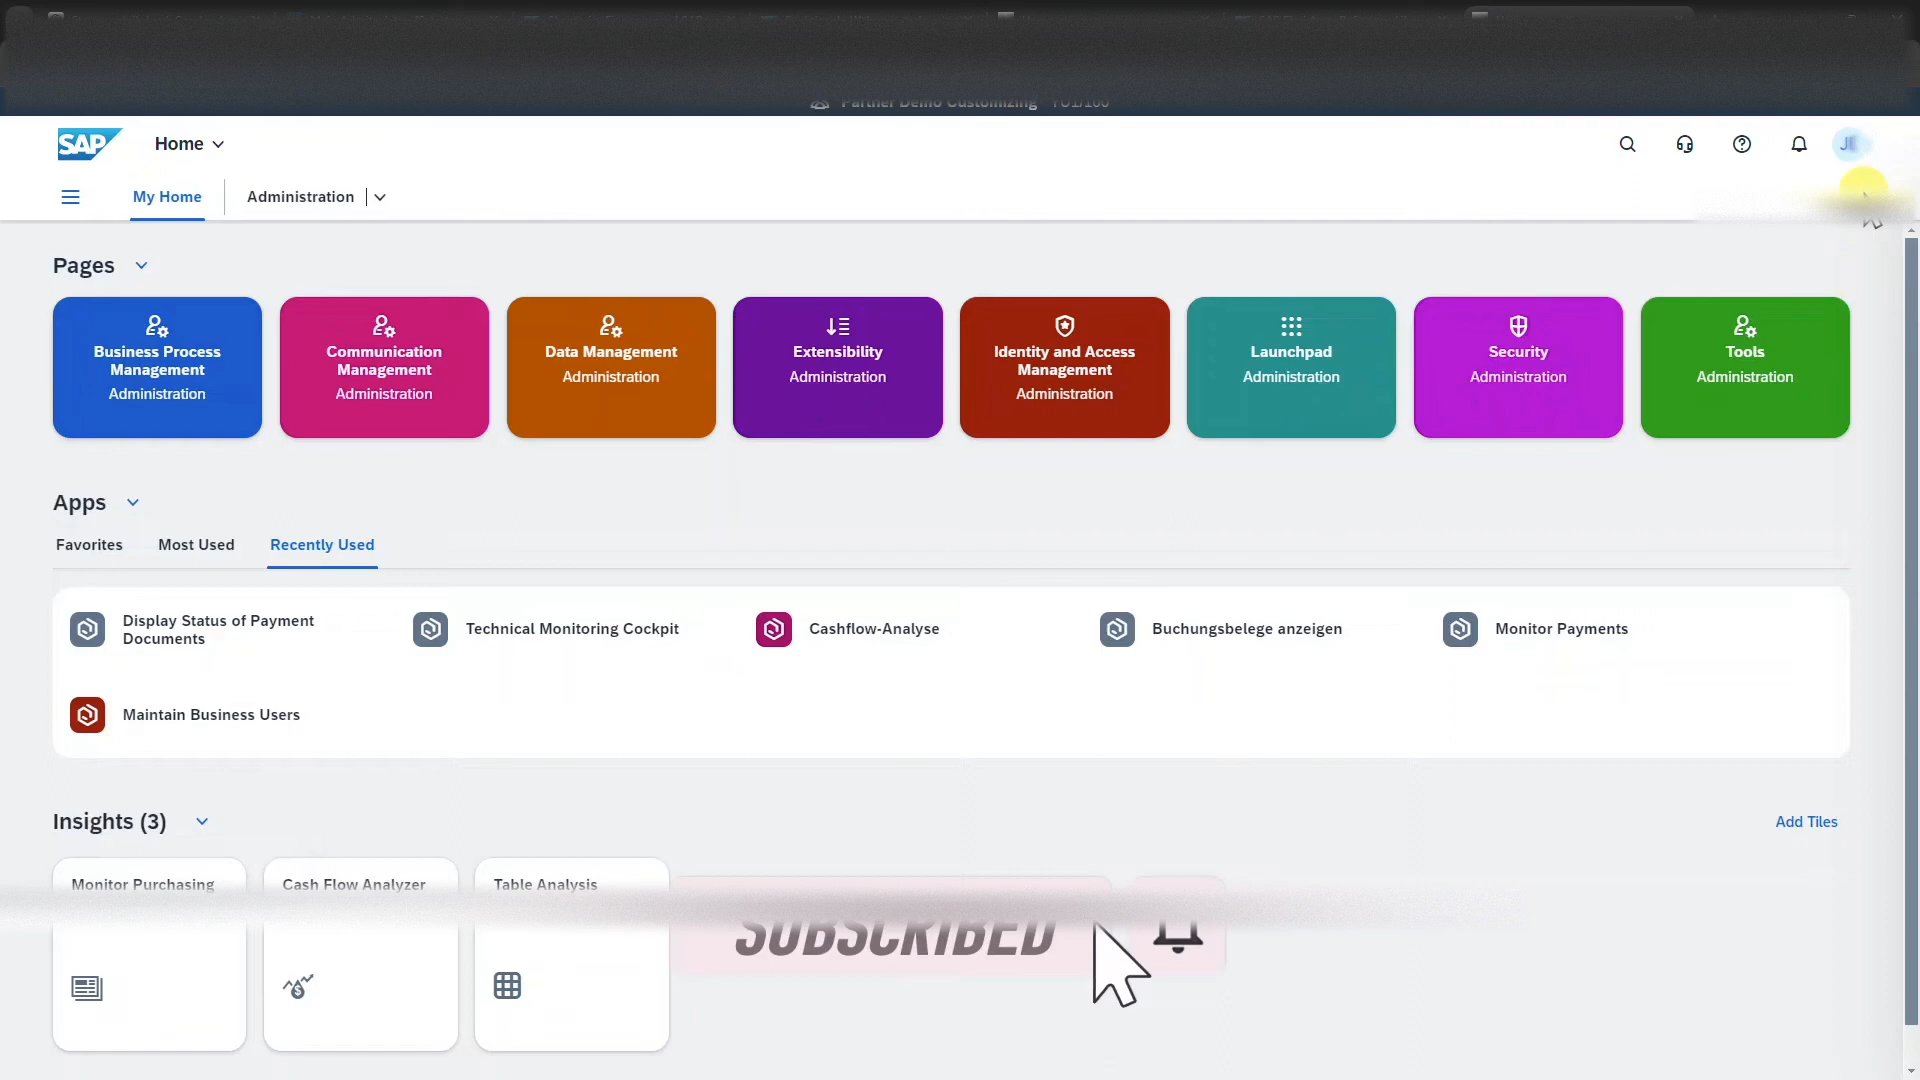 Partner Demo Customizing
SAP
Home
My Home
Administration
Pages
Business Process
Management
Administration
Communication
Management
Administration
Data Management
Administration
Extensibility
Administration
Identity and Access
Management
Administration
Launchpad
Administration
Security
Administration
Tools
Administration
Apps
Favorites
Most Used
Recently Used
Display Status of Payment
Documents
Technical Monitoring Cockpit
Cashflow-Analyse
Buchungsbelege anzeigen
Monitor Payments
Maintain Business Users
Insights (3)
Add Tiles
Monitor Purchasing
Cash Flow Analyzer
Table Analysis
SUBSCRIBED